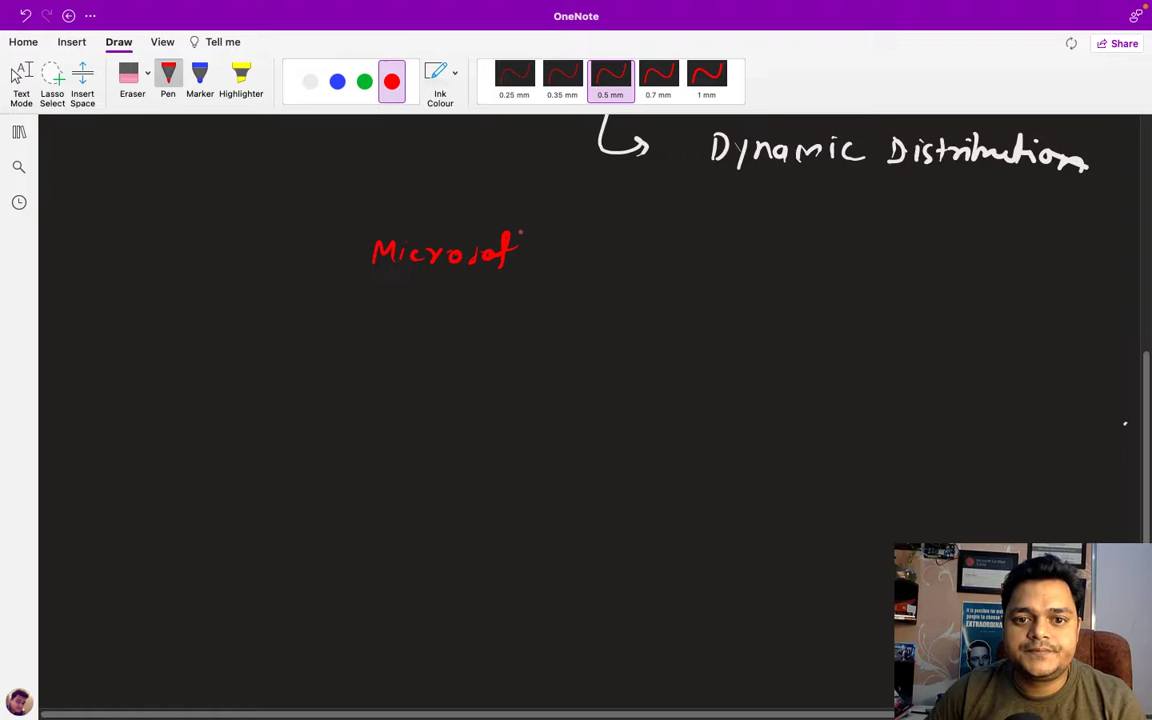 OneNote
Home Insert Draw View Tell me
Share
Text Mode
Lasso Select
Insert Space
Eraser
Pen
Marker
Highlighter
Ink Colour
0.25 mm
0.35 mm
0.5 mm
0.7 mm
1 mm
Dynamic Distribution
Microsof
EXTRAORDINA